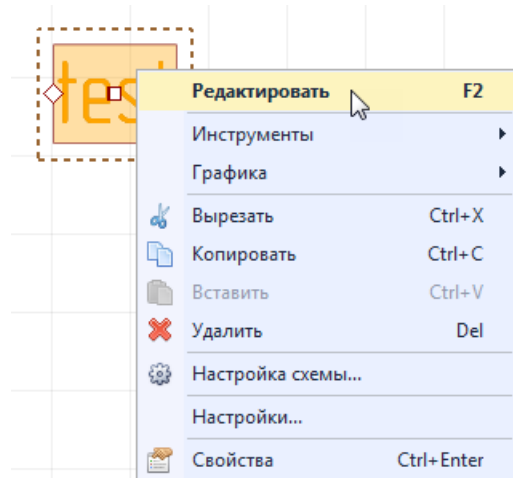 test
Редактировать F2
Инструменты
Графика
Вырезать Ctrl+X
Копировать Ctrl+C
Вставить Ctrl+V
Удалить Del
Настройка схемы...
Настройки...
Свойства Ctrl+Enter